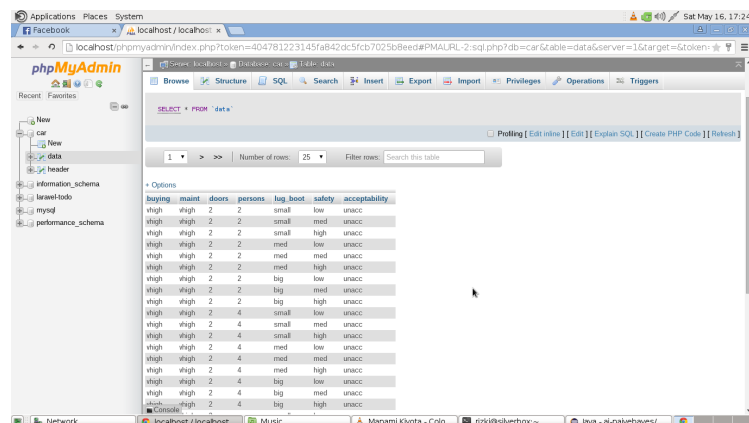 Applications Places System Sat May 16, 17:24
Facebook × localhost / localhost ×
localhost/phpmyadmin/index.php?token=404781223145fa842dc5fcb7025b8eed#PMAURL-2:sql.php?db=car&table=data&server=1&target=&token=
phpMyAdmin
Recent Favorites
New
car
New
data
header
information_schema
laravel-todo
mysql
performance_schema
Server: localhost » Database: car » Table: data
Browse Structure SQL Search Insert Export Import Privileges Operations Triggers
SELECT * FROM `data`
Profiling [ Edit inline ] [ Edit ] [ Explain SQL ] [ Create PHP Code ] [ Refresh ]
1 > >> Number of rows: 25 Filter rows: Search this table
+ Options
buying maint doors persons lug_boot safety acceptability
vhigh vhigh 2 2 small low unacc
vhigh vhigh 2 2 small med unacc
vhigh vhigh 2 2 small high unacc
vhigh vhigh 2 2 med low unacc
vhigh vhigh 2 2 med med unacc
vhigh vhigh 2 2 med high unacc
vhigh vhigh 2 2 big low unacc
vhigh vhigh 2 2 big med unacc
vhigh vhigh 2 2 big high unacc
vhigh vhigh 2 4 small low unacc
vhigh vhigh 2 4 small med unacc
vhigh vhigh 2 4 small high unacc
vhigh vhigh 2 4 med low unacc
vhigh vhigh 2 4 med med unacc
vhigh vhigh 2 4 med high unacc
vhigh vhigh 2 4 big low unacc
vhigh vhigh 2 4 big med unacc
vhigh vhigh 2 4 big high unacc
Console
Network localhost / localhost Music Manami Kiyota - Colo rizki@silverbox: ~ Java - ai-naivebayes/